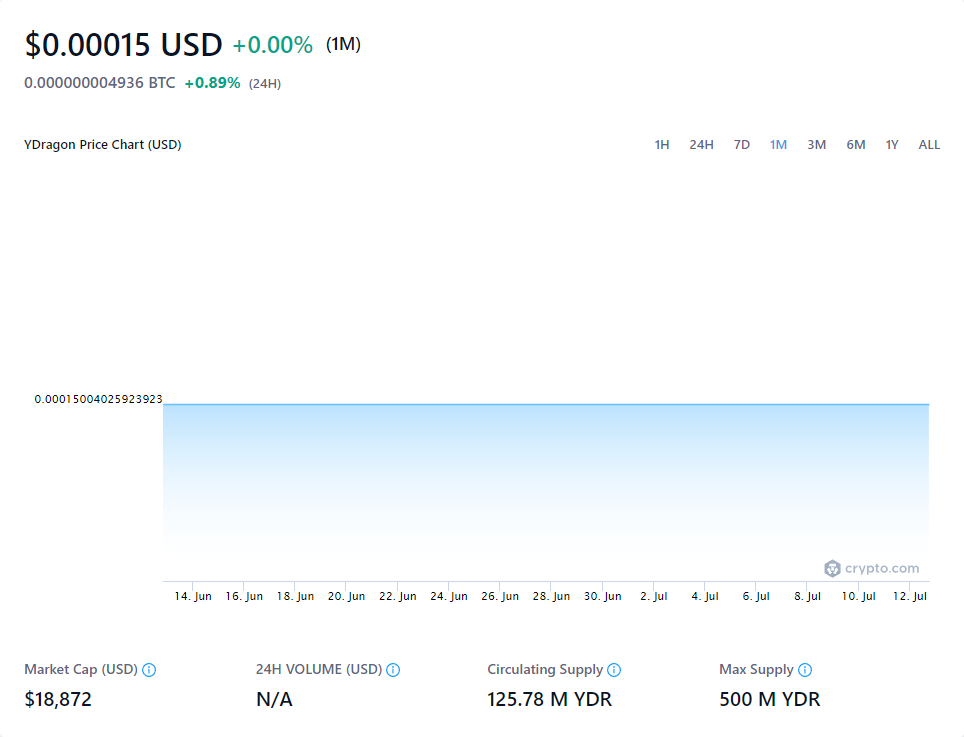 $0.00015 USD +0.00% (1M)
0.000000004936 BTC +0.89% (24H)
YDragon Price Chart (USD) 1H 24H 7D 1M 3M 6M 1Y ALL
0.00015004025923923
crypto.com
14. Jun 16. Jun 18. Jun 20. Jun 22. Jun 24. Jun 26. Jun 28. Jun 30. Jun 2. Jul 4. Jul 6. Jul 8. Jul 10. Jul 12. Jul
Market Cap (USD) 24H VOLUME (USD) Circulating Supply Max Supply
$18,872 N/A 125.78 M YDR 500 M YDR